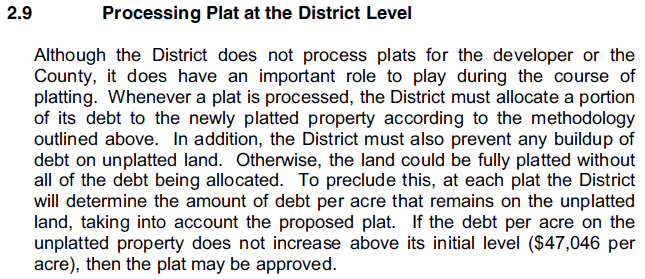 2.9 Processing Plat at the District Level
Although the District does not process plats for the developer or the
County, it does have an important role to play during the course of
platting. Whenever a plat is processed, the District must allocate a portion
of its debt to the newly platted property according to the methodology
outlined above. In addition, the District must also prevent any buildup of
debt on unplatted land. Otherwise, the land could be fully platted without
all of the debt being allocated. To preclude this, at each plat the District
will determine the amount of debt per acre that remains on the unplatted
land, taking into account the proposed plat. If the debt per acre on the
unplatted property does not increase above its initial level ($47,046 per
acre), then the plat may be approved.